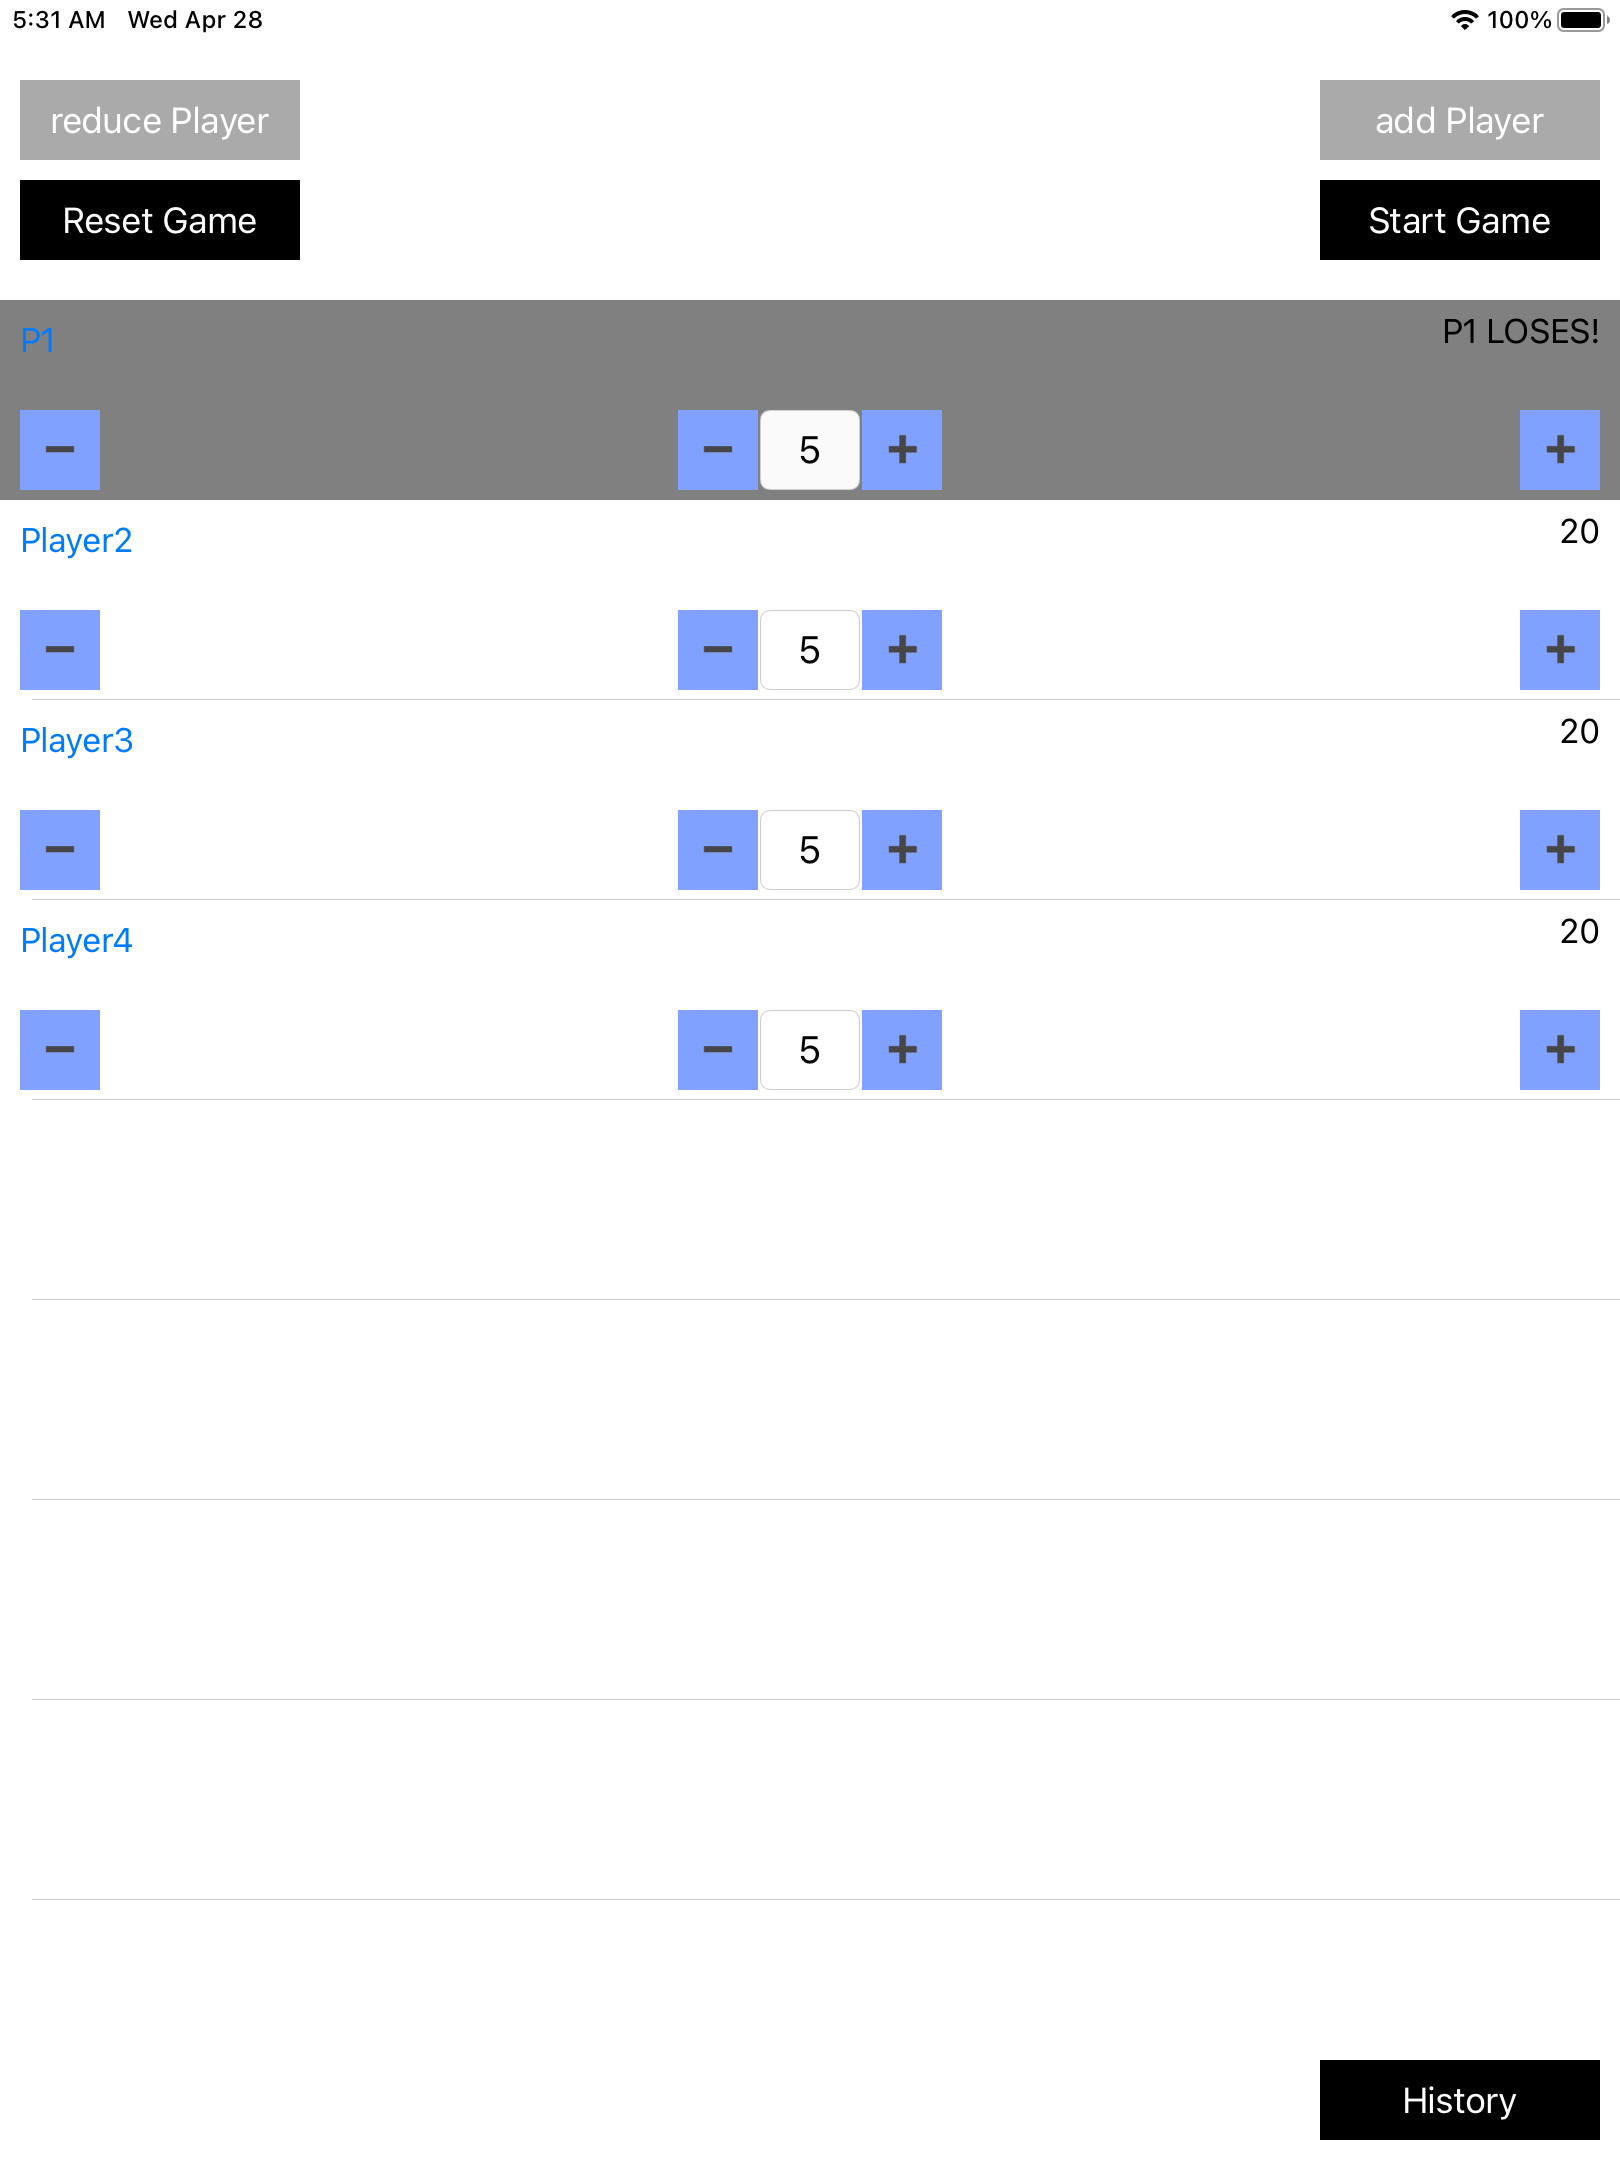 5:31 AM Wed Apr 28 100%
reduce Player add Player
Reset Game Start Game
P1 P1 LOSES!
− − 5 + +
Player2 20
− − 5 + +
Player3 20
− − 5 + +
Player4 20
− − 5 + +
History